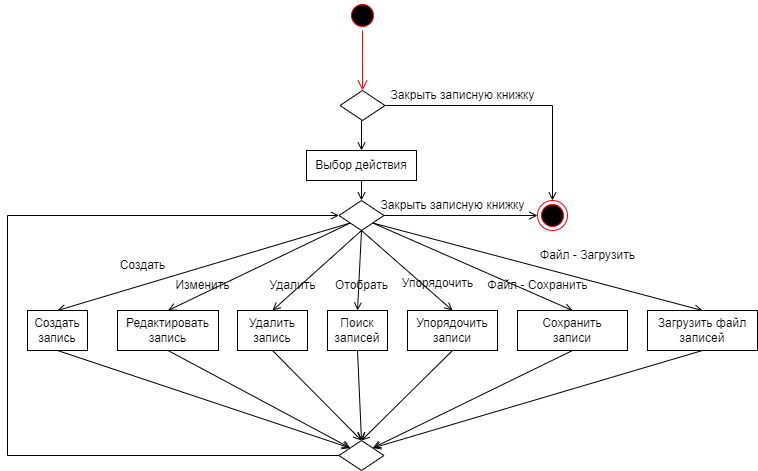 Закрыть записную книжку
Выбор действия
Закрыть записную книжку
Создать
Изменить
Удалить
Отобрать
Упорядочить
Файл - Сохранить
Файл - Загрузить
Создать
запись
Редактировать
запись
Удалить
запись
Поиск
записей
Упорядочить
записи
Сохранить
записи
Загрузить файл
записей